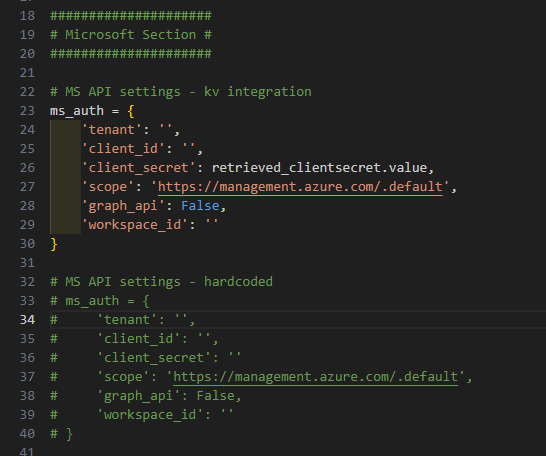 18 #####################
19 # Microsoft Section #
20 #####################
21
22 # MS API settings - kv integration
23 ms_auth = {
24     'tenant': '',
25     'client_id': '',
26     'client_secret': retrieved_clientsecret.value,
27     'scope': 'https://management.azure.com/.default',
28     'graph_api': False,
29     'workspace_id': ''
30 }
31
32 # MS API settings - hardcoded
33 # ms_auth = {
34 #     'tenant': '',
35 #     'client_id': '',
36 #     'client_secret': ''
37 #     'scope': 'https://management.azure.com/.default',
38 #     'graph_api': False,
39 #     'workspace_id': ''
40 # }
41